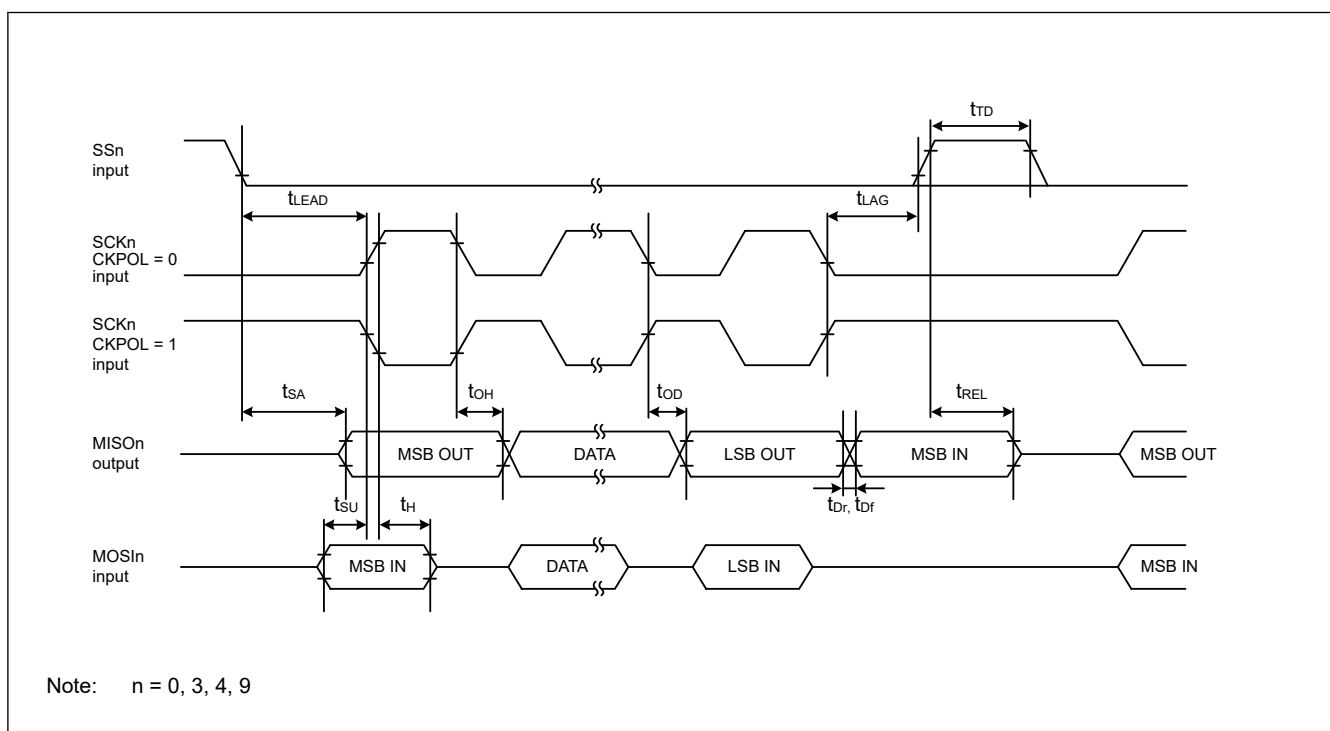 tTD
SSn
input
tLEAD
tLAG
SCKn
CKPOL = 0
input
SCKn
CKPOL = 1
input
tSA
tOH
tOD
tREL
MISOn
output
MSB OUT
DATA
LSB OUT
MSB IN
MSB OUT
tSU
tH
tDr, tDf
MOSIn
input
MSB IN
DATA
LSB IN
MSB IN
Note: n = 0, 3, 4, 9